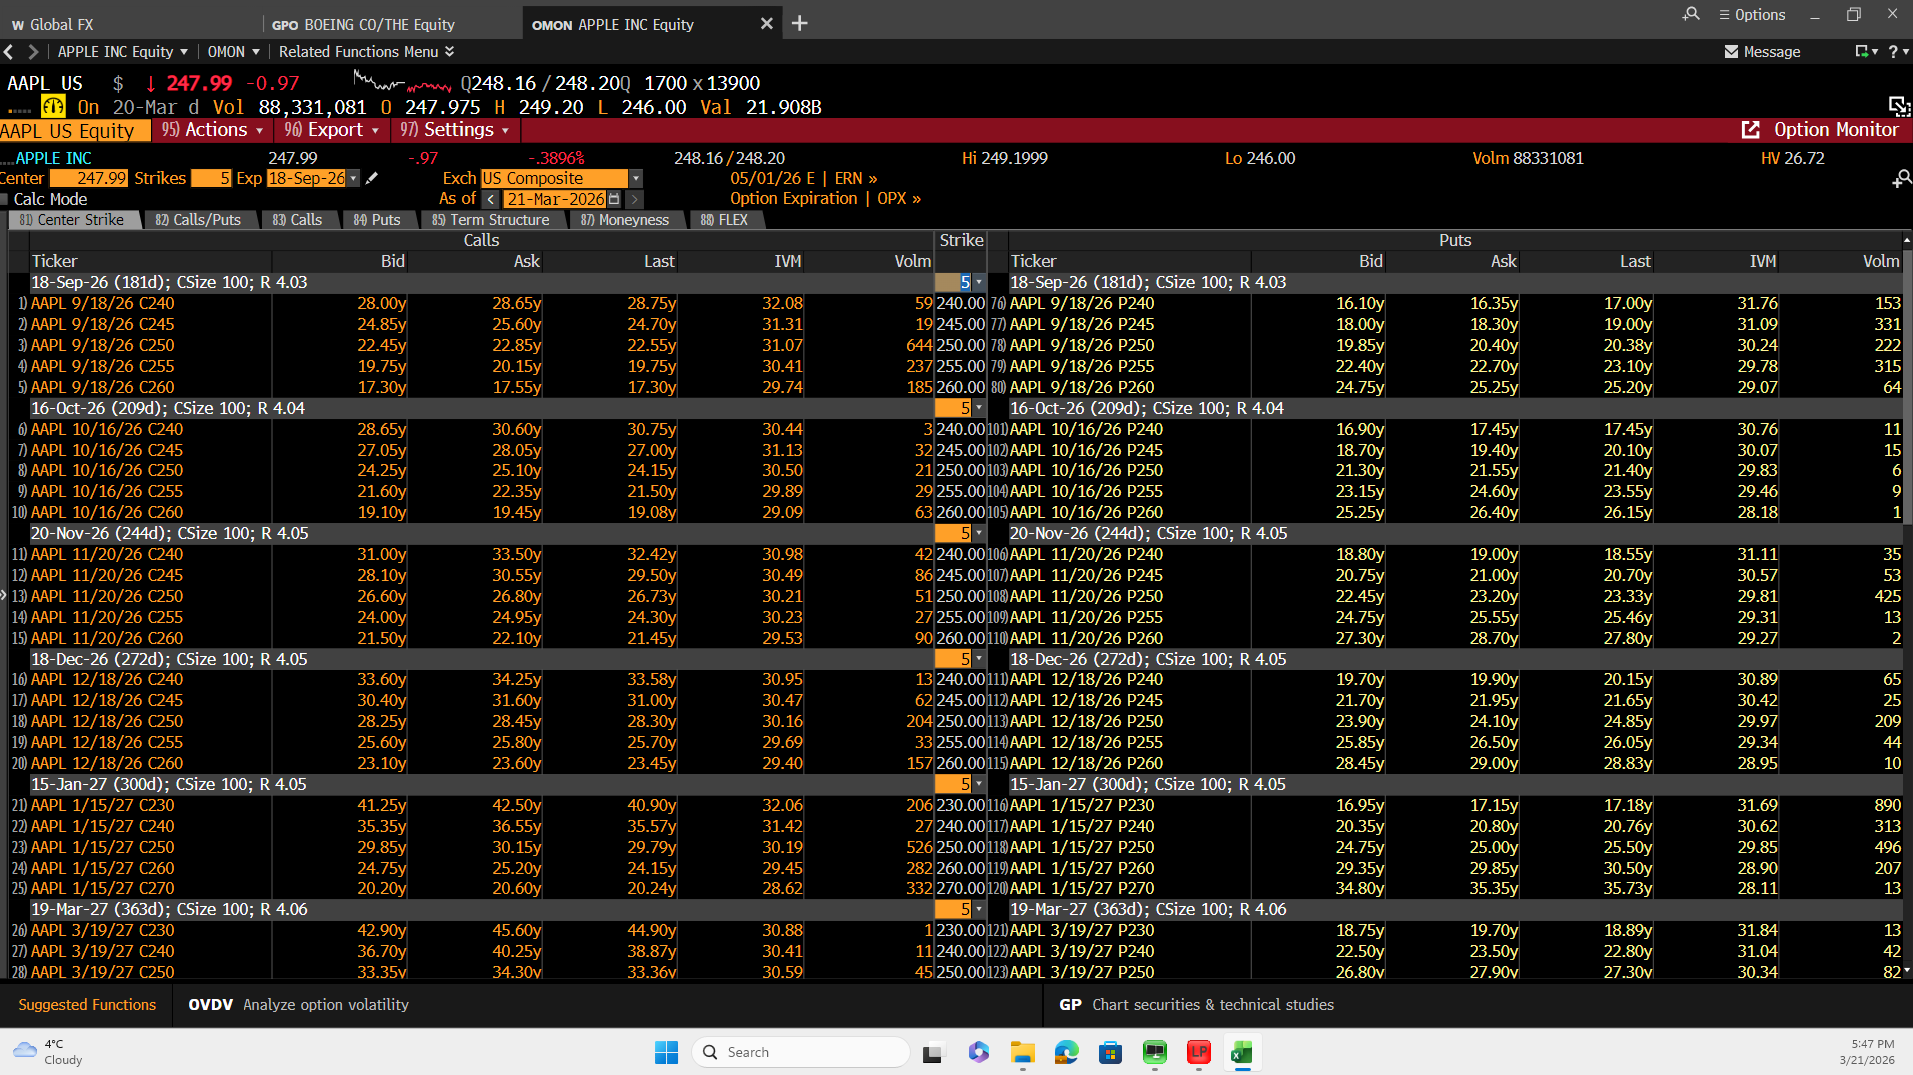 W Global FX GPO BOEING CO/THE Equity OMON APPLE INC Equity Options
APPLE INC Equity OMON Related Functions Menu Message ?
AAPL US $ ↓ 247.99 -0.97 Q248.16 / 248.20Q 1700 x 13900
On 20-Mar d Vol 88,331,081 O 247.975 H 249.20 L 246.00 Val 21.908B
AAPL US Equity 95) Actions 96) Export 97) Settings Option Monitor
APPLE INC 247.99 -.97 -.3896% 248.16 / 248.20 Hi 249.1999 Lo 246.00 Volm 88331081 HV 26.72
Center 247.99 Strikes 5 Exp 18-Sep-26 Exch US Composite 05/01/26 E | ERN »
Calc Mode As of < 21-Mar-2026 > Option Expiration | OPX »
81) Center Strike 82) Calls/Puts 83) Calls 84) Puts 85) Term Structure 87) Moneyness 88) FLEX
Calls Strike Puts
Ticker Bid Ask Last IVM Volm Ticker Bid Ask Last IVM Volm
18-Sep-26 (181d); CSize 100; R 4.03 5 18-Sep-26 (181d); CSize 100; R 4.03
1) AAPL 9/18/26 C240 28.00y 28.65y 28.75y 32.08 59 240.00 76) AAPL 9/18/26 P240 16.10y 16.35y 17.00y 31.76 153
2) AAPL 9/18/26 C245 24.85y 25.60y 24.70y 31.31 19 245.00 77) AAPL 9/18/26 P245 18.00y 18.30y 19.00y 31.09 331
3) AAPL 9/18/26 C250 22.45y 22.85y 22.55y 31.07 644 250.00 78) AAPL 9/18/26 P250 19.85y 20.40y 20.38y 30.24 222
4) AAPL 9/18/26 C255 19.75y 20.15y 19.75y 30.41 237 255.00 79) AAPL 9/18/26 P255 22.40y 22.70y 23.10y 29.78 315
5) AAPL 9/18/26 C260 17.30y 17.55y 17.30y 29.74 185 260.00 80) AAPL 9/18/26 P260 24.75y 25.25y 25.20y 29.07 64
16-Oct-26 (209d); CSize 100; R 4.04 5 16-Oct-26 (209d); CSize 100; R 4.04
6) AAPL 10/16/26 C240 28.65y 30.60y 30.75y 30.44 3 240.00 101) AAPL 10/16/26 P240 16.90y 17.45y 17.45y 30.76 11
7) AAPL 10/16/26 C245 27.05y 28.05y 27.00y 31.13 32 245.00 102) AAPL 10/16/26 P245 18.70y 19.40y 20.10y 30.07 15
8) AAPL 10/16/26 C250 24.25y 25.10y 24.15y 30.50 21 250.00 103) AAPL 10/16/26 P250 21.30y 21.55y 21.40y 29.83 6
9) AAPL 10/16/26 C255 21.60y 22.35y 21.50y 29.89 29 255.00 104) AAPL 10/16/26 P255 23.15y 24.60y 23.55y 29.46 9
10) AAPL 10/16/26 C260 19.10y 19.45y 19.08y 29.09 63 260.00 105) AAPL 10/16/26 P260 25.25y 26.40y 26.15y 28.18 1
20-Nov-26 (244d); CSize 100; R 4.05 5 20-Nov-26 (244d); CSize 100; R 4.05
11) AAPL 11/20/26 C240 31.00y 33.50y 32.42y 30.98 42 240.00 106) AAPL 11/20/26 P240 18.80y 19.00y 18.55y 31.11 35
12) AAPL 11/20/26 C245 28.10y 30.55y 29.50y 30.49 86 245.00 107) AAPL 11/20/26 P245 20.75y 21.00y 20.70y 30.57 53
13) AAPL 11/20/26 C250 26.60y 26.80y 26.73y 30.21 51 250.00 108) AAPL 11/20/26 P250 22.45y 23.20y 23.33y 29.81 425
14) AAPL 11/20/26 C255 24.00y 24.95y 24.30y 30.23 27 255.00 109) AAPL 11/20/26 P255 24.75y 25.55y 25.46y 29.31 13
15) AAPL 11/20/26 C260 21.50y 22.10y 21.45y 29.53 90 260.00 110) AAPL 11/20/26 P260 27.30y 28.70y 27.80y 29.27 2
18-Dec-26 (272d); CSize 100; R 4.05 5 18-Dec-26 (272d); CSize 100; R 4.05
16) AAPL 12/18/26 C240 33.60y 34.25y 33.58y 30.95 13 240.00 111) AAPL 12/18/26 P240 19.70y 19.90y 20.15y 30.89 65
17) AAPL 12/18/26 C245 30.40y 31.60y 31.00y 30.47 62 245.00 112) AAPL 12/18/26 P245 21.70y 21.95y 21.65y 30.42 25
18) AAPL 12/18/26 C250 28.25y 28.45y 28.30y 30.16 204 250.00 113) AAPL 12/18/26 P250 23.90y 24.10y 24.85y 29.97 209
19) AAPL 12/18/26 C255 25.60y 25.80y 25.70y 29.69 33 255.00 114) AAPL 12/18/26 P255 25.85y 26.50y 26.05y 29.34 44
20) AAPL 12/18/26 C260 23.10y 23.60y 23.45y 29.40 157 260.00 115) AAPL 12/18/26 P260 28.45y 29.00y 28.83y 28.95 10
15-Jan-27 (300d); CSize 100; R 4.05 5 15-Jan-27 (300d); CSize 100; R 4.05
21) AAPL 1/15/27 C230 41.25y 42.50y 40.90y 32.06 206 230.00 116) AAPL 1/15/27 P230 16.95y 17.15y 17.18y 31.69 890
22) AAPL 1/15/27 C240 35.35y 36.55y 35.57y 31.42 27 240.00 117) AAPL 1/15/27 P240 20.35y 20.80y 20.76y 30.62 313
23) AAPL 1/15/27 C250 29.85y 30.15y 29.79y 30.19 526 250.00 118) AAPL 1/15/27 P250 24.75y 25.00y 25.50y 29.85 496
24) AAPL 1/15/27 C260 24.75y 25.20y 24.15y 29.45 282 260.00 119) AAPL 1/15/27 P260 29.35y 29.85y 30.50y 28.90 207
25) AAPL 1/15/27 C270 20.20y 20.60y 20.24y 28.62 332 270.00 120) AAPL 1/15/27 P270 34.80y 35.35y 35.73y 28.11 13
19-Mar-27 (363d); CSize 100; R 4.06 5 19-Mar-27 (363d); CSize 100; R 4.06
26) AAPL 3/19/27 C230 42.90y 45.60y 44.90y 30.88 1 230.00 121) AAPL 3/19/27 P230 18.75y 19.70y 18.89y 31.84 13
27) AAPL 3/19/27 C240 36.70y 40.25y 38.87y 30.41 11 240.00 122) AAPL 3/19/27 P240 22.50y 23.50y 22.80y 31.04 42
28) AAPL 3/19/27 C250 33.35y 34.30y 33.36y 30.59 45 250.00 123) AAPL 3/19/27 P250 26.80y 27.90y 27.30y 30.34 82
Suggested Functions OVDV Analyze option volatility GP Chart securities & technical studies
4°C
Cloudy
Search
LP
5:47 PM
3/21/2026